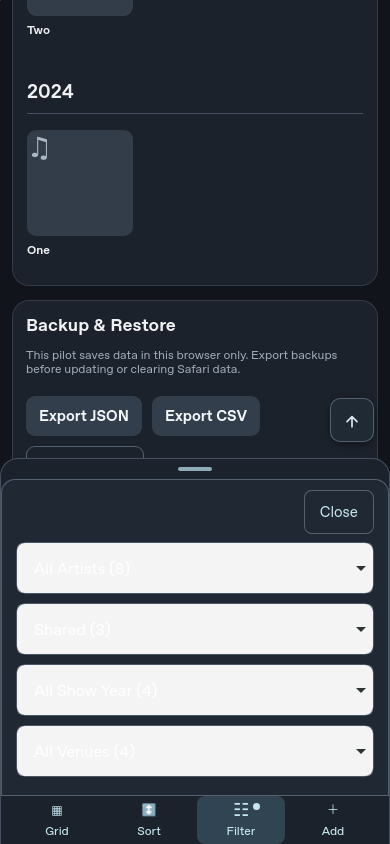 Two
2024
One
Backup & Restore
This pilot saves data in this browser only. Export backups
before updating or clearing Safari data.
Export JSON
Export CSV
Close
All Artists (8)
Shared (3)
All Show Year (4)
All Venues (4)
Grid
Sort
Filter
Add